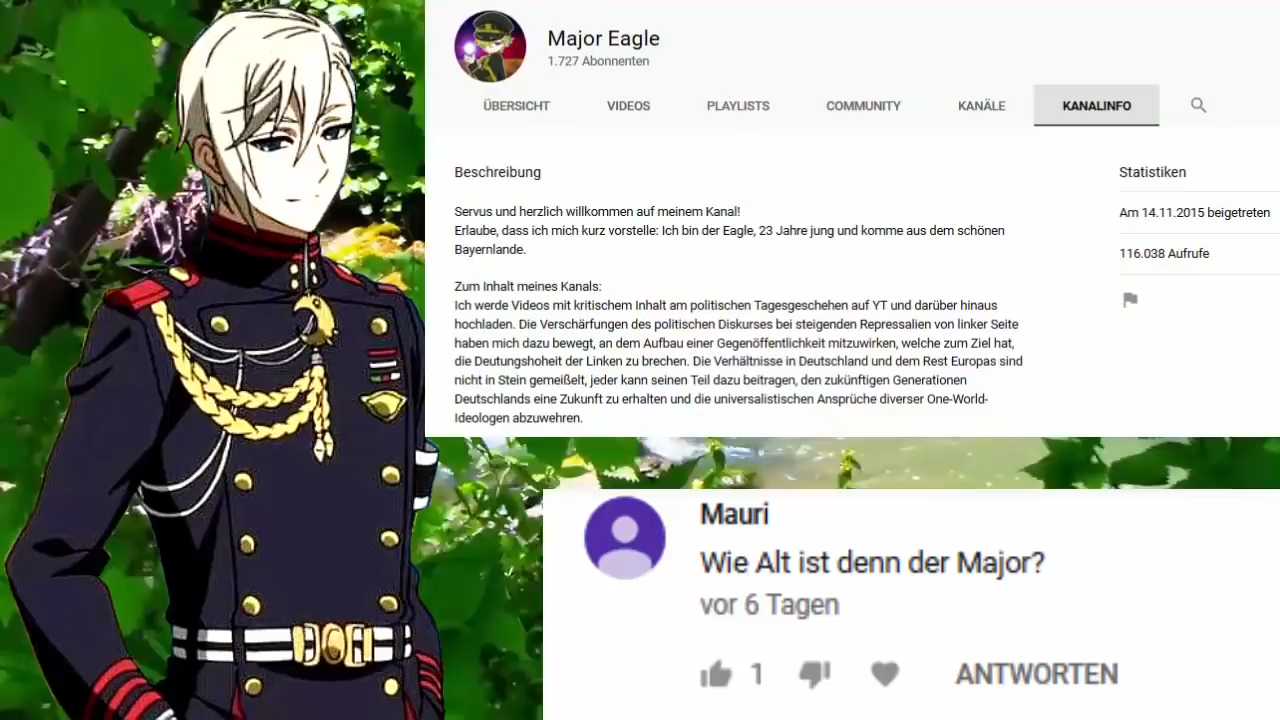 Major Eagle
1.727 Abonnenten
ÜBERSICHT VIDEOS PLAYLISTS COMMUNITY KANÄLE KANALINFO
Beschreibung
Servus und herzlich willkommen auf meinem Kanal!
Erlaube, dass ich mich kurz vorstelle: Ich bin der Eagle, 23 Jahre jung und komme aus dem schönen
Bayernlande.
Zum Inhalt meines Kanals:
Ich werde Videos mit kritischem Inhalt am politischen Tagesgeschehen auf YT und darüber hinaus
hochladen. Die Verschärfungen des politischen Diskurses bei steigenden Repressalien von linker Seite
haben mich dazu bewegt, an dem Aufbau einer Gegenöffentlichkeit mitzuwirken, welche zum Ziel hat,
die Deutungshoheit der Linken zu brechen. Die Verhältnisse in Deutschland und dem Rest Europas sind
nicht in Stein gemeißelt, jeder kann seinen Teil dazu beitragen, den zukünftigen Generationen
Deutschlands eine Zukunft zu erhalten und die universalistischen Ansprüche diverser One-World-
Ideologen abzuwehren.
Statistiken
Am 14.11.2015 beigetreten
116.038 Aufrufe
Mauri
Wie Alt ist denn der Major?
vor 6 Tagen
1 ANTWORTEN